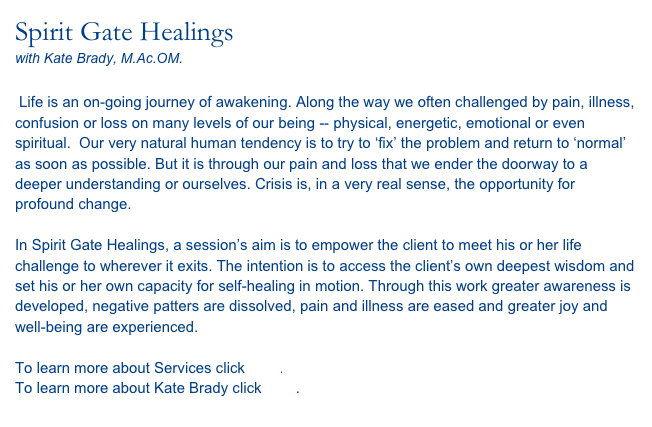 Spirit Gate Healings
with Kate Brady, M.Ac.OM.
Life is an on-going journey of awakening. Along the way we often challenged by pain, illness,
confusion or loss on many levels of our being -- physical, energetic, emotional or even
spiritual.  Our very natural human tendency is to try to ‘fix’ the problem and return to ‘normal’
as soon as possible. But it is through our pain and loss that we ender the doorway to a
deeper understanding or ourselves. Crisis is, in a very real sense, the opportunity for
profound change.
In Spirit Gate Healings, a session’s aim is to empower the client to meet his or her life
challenge to wherever it exits. The intention is to access the client’s own deepest wisdom and
set his or her own capacity for self-healing in motion. Through this work greater awareness is
developed, negative patters are dissolved, pain and illness are eased and greater joy and
well-being are experienced.
To learn more about Services click .
To learn more about Kate Brady click .